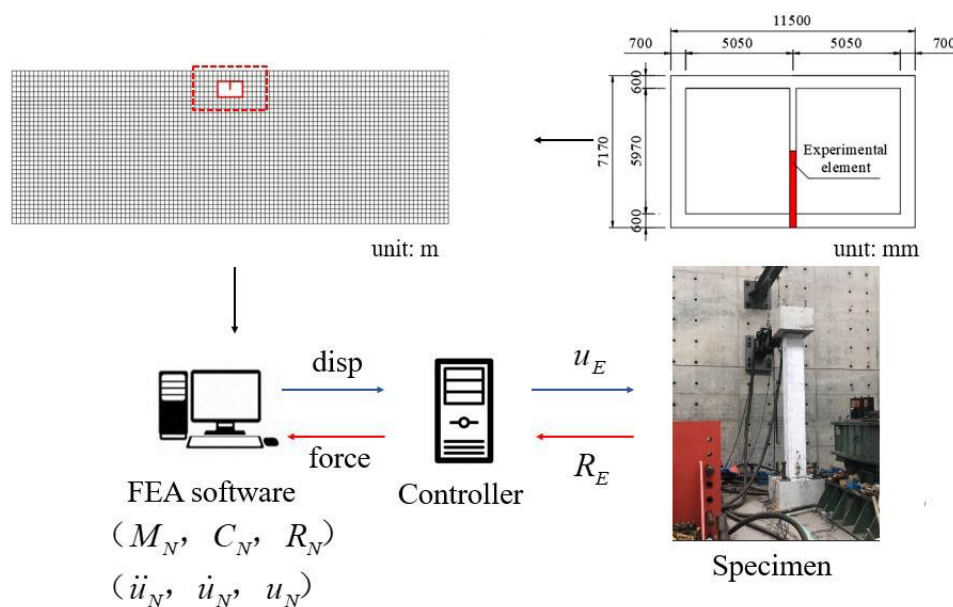 11500
700 5050 5050 700
600
7170 5970
600
Experimental
element
unit: m
unit: mm
disp
force
FEA software
Controller
u_E
R_E
Specimen
(M_N, C_N, R_N)
(ü_N, u̇_N, u_N)